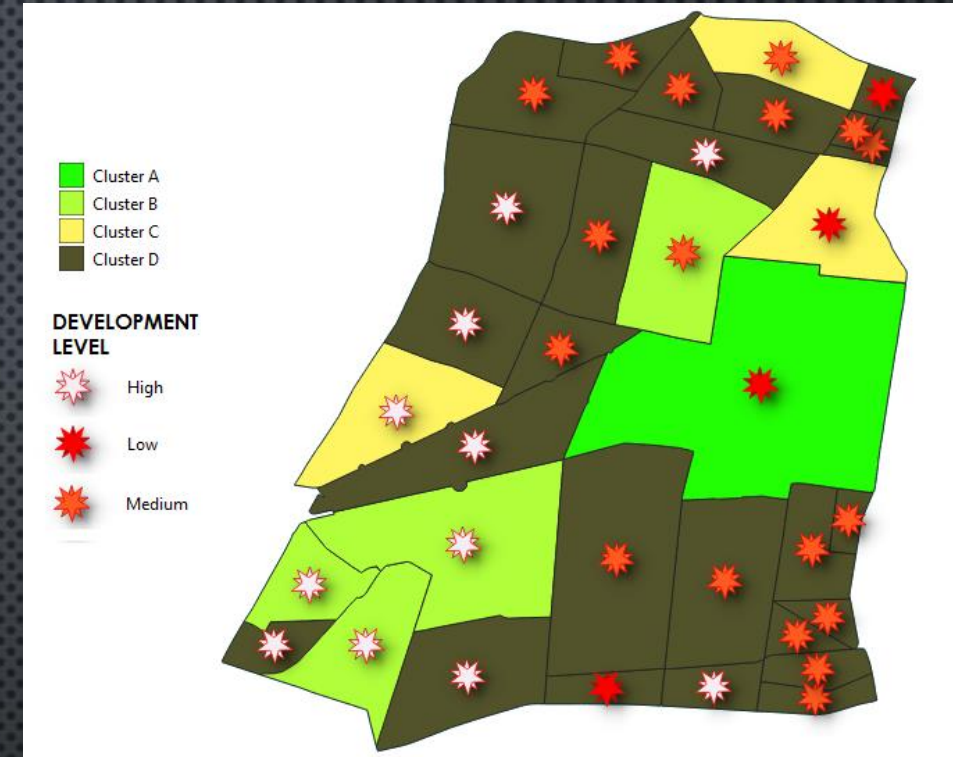 Cluster A
Cluster B
Cluster C
Cluster D
DEVELOPMENT
LEVEL
High
Low
Medium